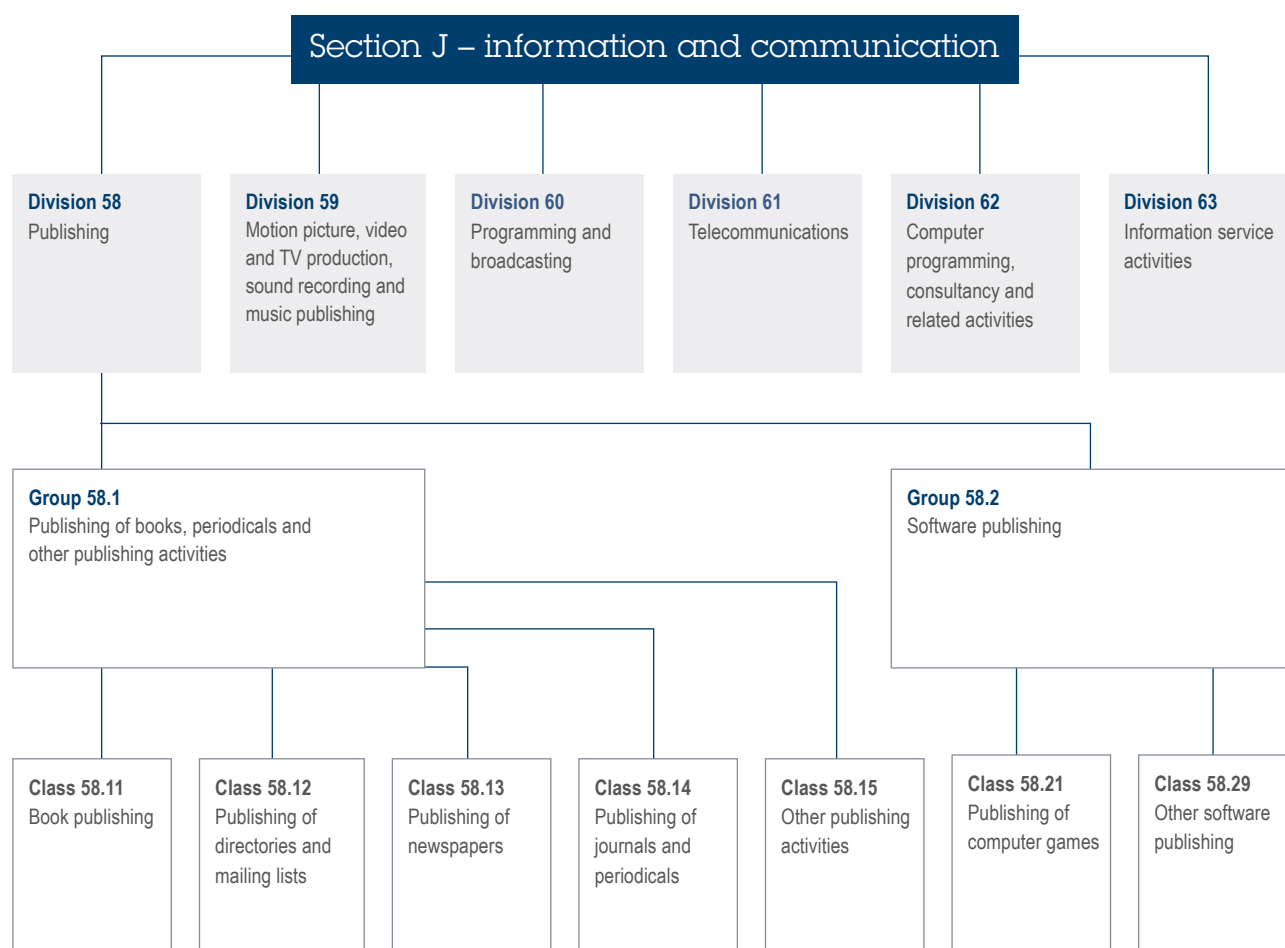 Section J – information and communication
Division 58
Publishing
Division 59
Motion picture, video
and TV production,
sound recording and
music publishing
Division 60
Programming and
broadcasting
Division 61
Telecommunications
Division 62
Computer
programming,
consultancy and
related activities
Division 63
Information service
activities
Group 58.1
Publishing of books, periodicals and
other publishing activities
Group 58.2
Software publishing
Class 58.11
Book publishing
Class 58.12
Publishing of
directories and
mailing lists
Class 58.13
Publishing of
newspapers
Class 58.14
Publishing of
journals and
periodicals
Class 58.15
Other publishing
activities
Class 58.21
Publishing of
computer games
Class 58.29
Other software
publishing